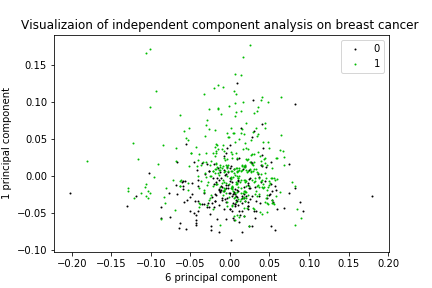 Visualizaion of independent component analysis on breast cancer
0
1
0.15
0.10
0.05
0.00
−0.05
−0.10
1 principal component
−0.20 −0.15 −0.10 −0.05 0.00 0.05 0.10 0.15 0.20
6 principal component